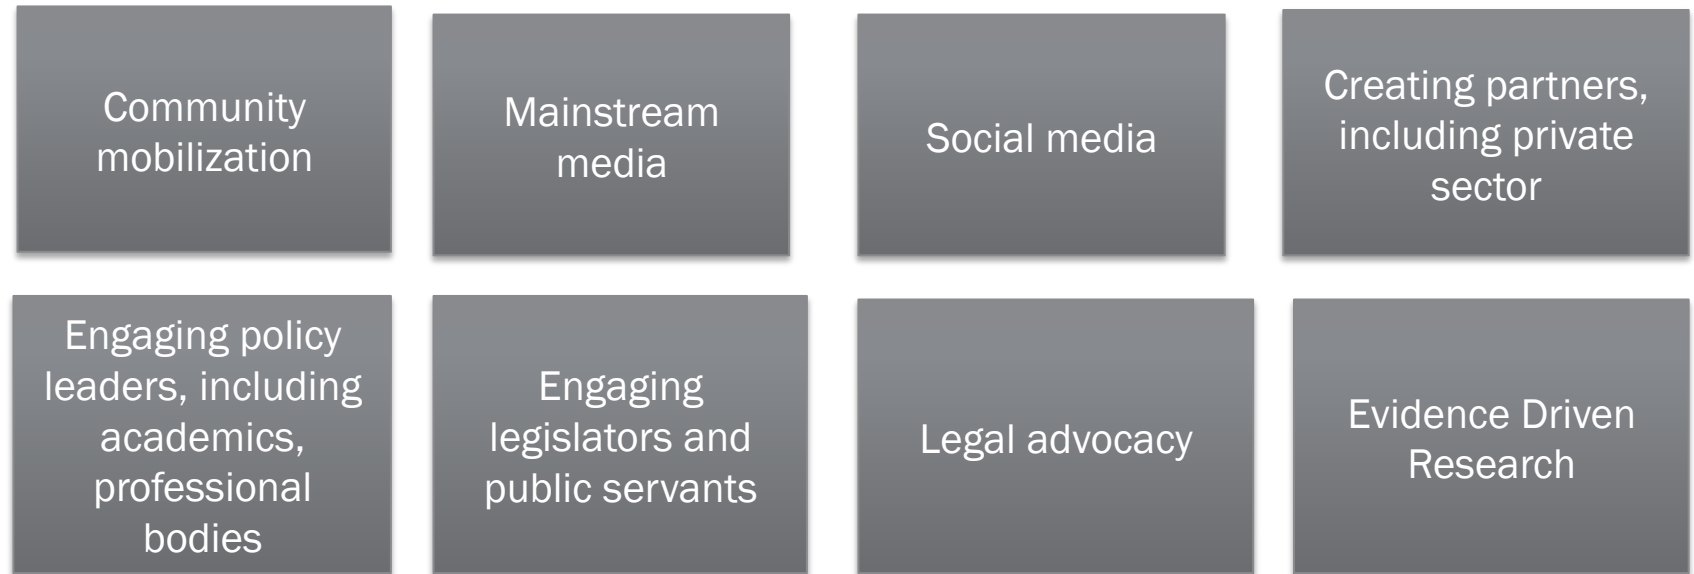 Community
mobilization
Mainstream
media
Social media
Creating partners,
including private
sector
Engaging policy
leaders, including
academics,
professional
bodies
Engaging
legislators and
public servants
Legal advocacy
Evidence Driven
Research